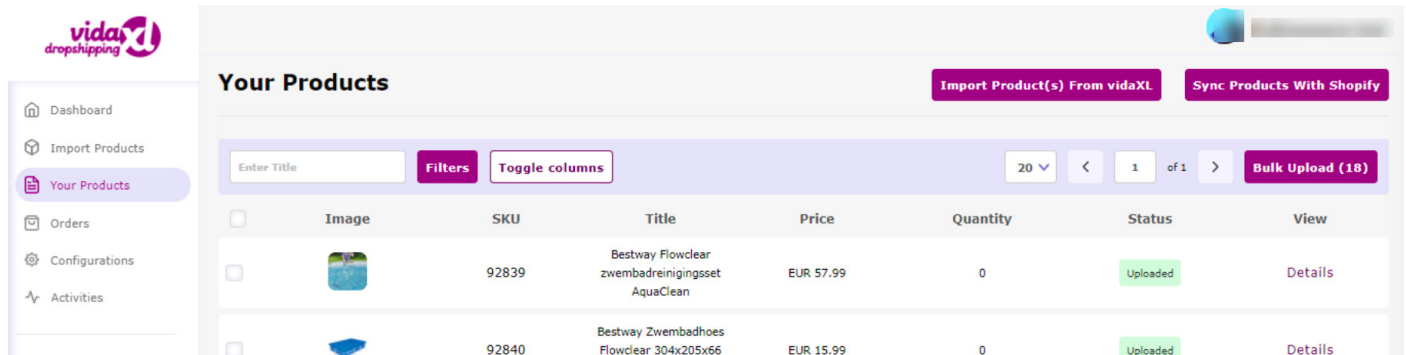 vidaXL
dropshipping
Dashboard
Import Products
Your Products
Orders
Configurations
Activities
Your Products
Import Product(s) From vidaXL
Sync Products With Shopify
Enter Title
Filters
Toggle columns
20
1
of 1
Bulk Upload (18)
Image
SKU
Title
Price
Quantity
Status
View
92839
Bestway Flowclear
zwembadreinigingsset
AquaClean
EUR 57.99
0
Uploaded
Details
92840
Bestway Zwembadhoes
Flowclear 304x205x66
EUR 15.99
0
Uploaded
Details